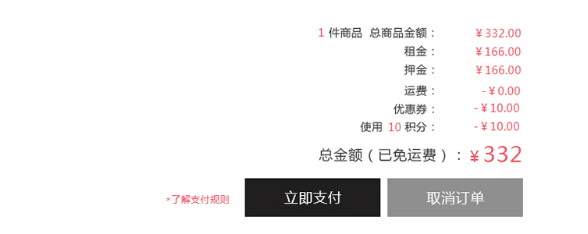 1 件商品 总商品金额： ¥332.00
租金： ¥166.00
押金： ¥166.00
运费： -¥0.00
优惠券： -¥10.00
使用 10 积分： -¥10.00
总金额（已免运费）： ¥332
*了解支付规则 立即支付 取消订单